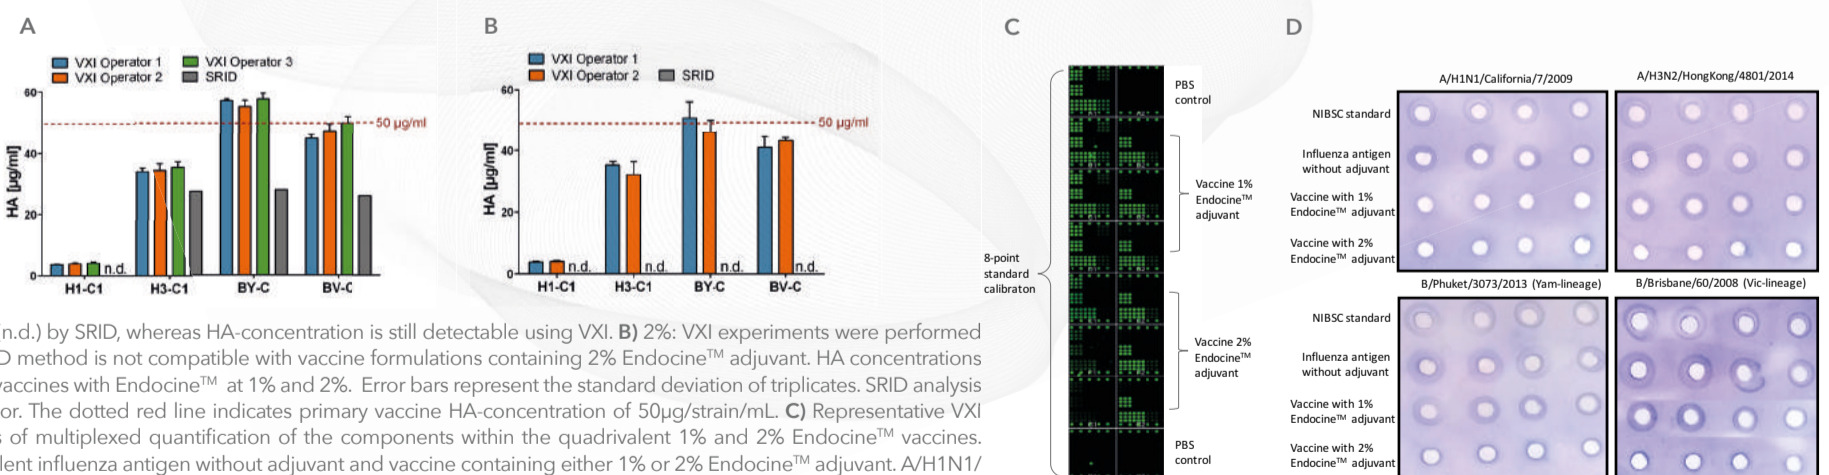 A
VXI Operator 1
VXI Operator 2
VXI Operator 3
SRID
HA [µg/ml]
60
40
20
0
50 µg/ml
n.d.
H1-C1
H3-C1
BY-C
BV-C
B
VXI Operator 1
VXI Operator 2
SRID
HA [µg/ml]
60
40
20
0
50 µg/ml
n.d.
n.d.
n.d.
n.d.
H1-C1
H3-C1
BY-C
BV-C
(n.d.) by SRID, whereas HA-concentration is still detectable using VXI. B) 2%: VXI experiments were performed
D method is not compatible with vaccine formulations containing 2% Endocine™ adjuvant. HA concentrations
vaccines with Endocine™ at 1% and 2%. Error bars represent the standard deviation of triplicates. SRID analysis
or. The dotted red line indicates primary vaccine HA-concentration of 50µg/strain/mL. C) Representative VXI
s of multiplexed quantification of the components within the quadrivalent 1% and 2% Endocine™ vaccines.
lent influenza antigen without adjuvant and vaccine containing either 1% or 2% Endocine™ adjuvant. A/H1N1/
C
8-point
standard
calibraton
PBS
control
Vaccine 1%
Endocine™
adjuvant
Vaccine 2%
Endocine™
adjuvant
PBS
control
D
A/H1N1/California/7/2009
A/H3N2/HongKong/4801/2014
NIBSC standard
Influenza antigen
without adjuvant
Vaccine with 1%
Endocine™ adjuvant
Vaccine with 2%
Endocine™ adjuvant
B/Phuket/3073/2013 (Yam-lineage)
B/Brisbane/60/2008 (Vic-lineage)
NIBSC standard
Influenza antigen
without adjuvant
Vaccine with 1%
Endocine™ adjuvant
Vaccine with 2%
Endocine™ adjuvant